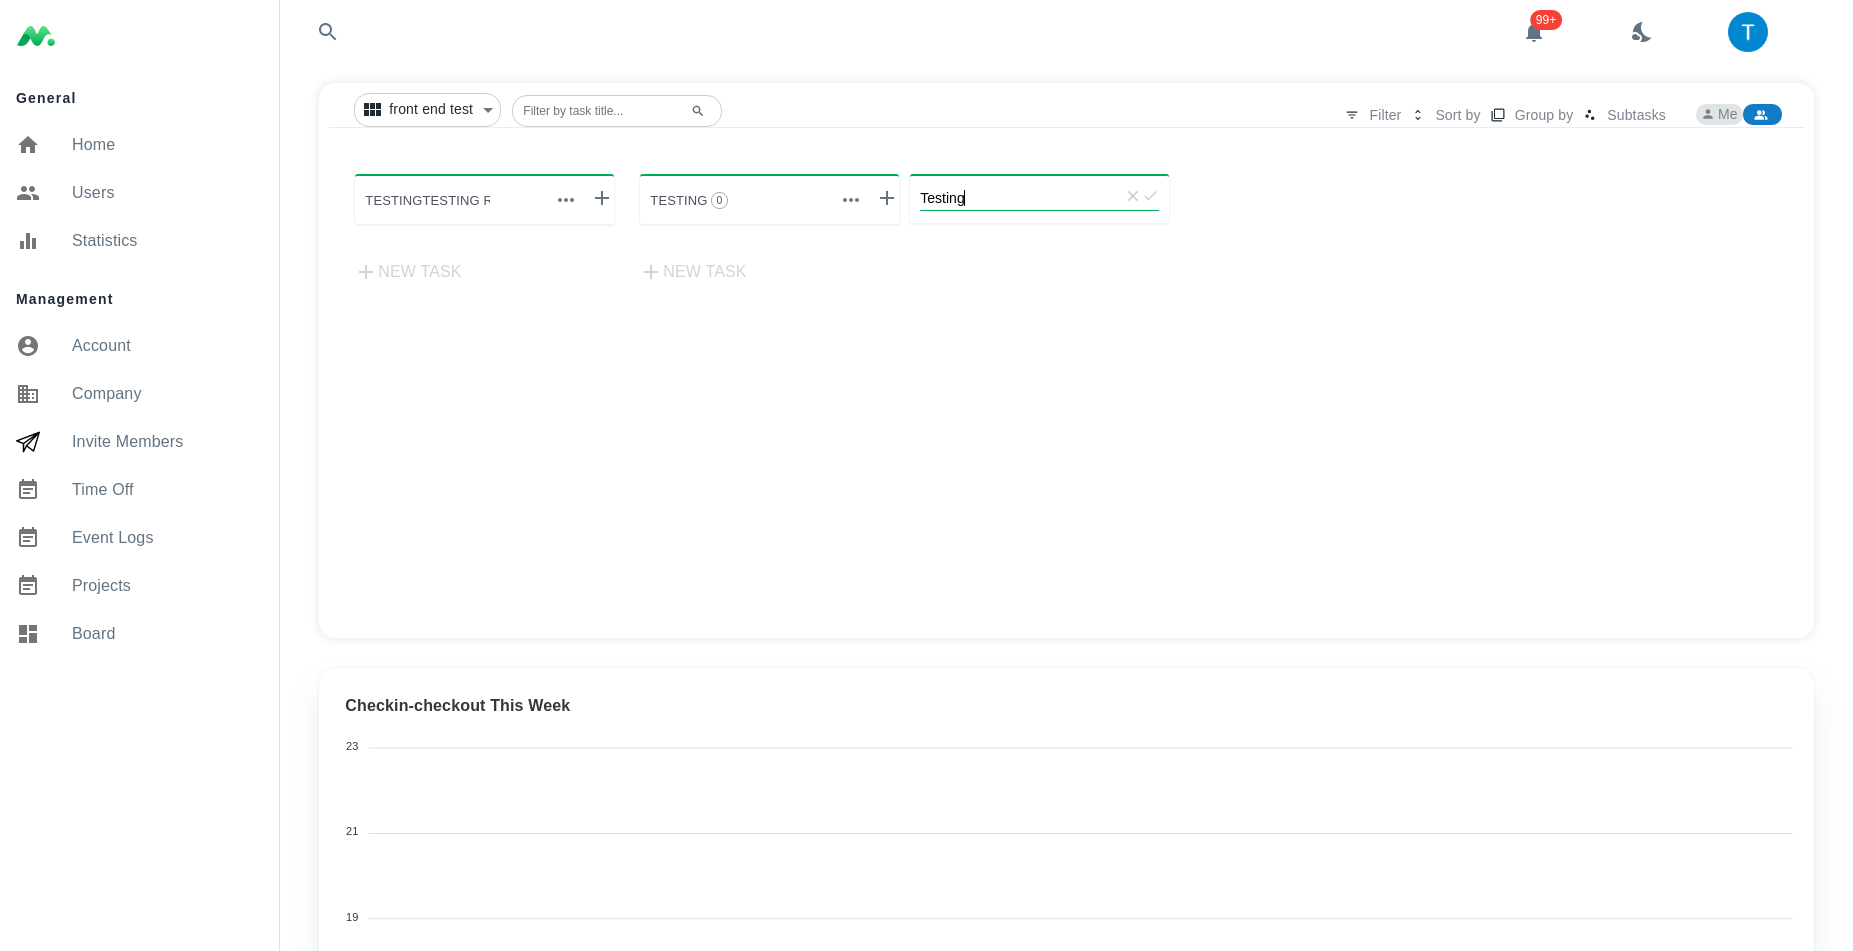 99+
T
General
Home
Users
Statistics
Management
Account
Company
Invite Members
Time Off
Event Logs
Projects
Board
front end test
Filter by task title...
Filter
Sort by
Group by
Subtasks
Me
TESTINGTESTING
TESTING 0
Testing
NEW TASK
NEW TASK
Checkin-checkout This Week
23
21
19